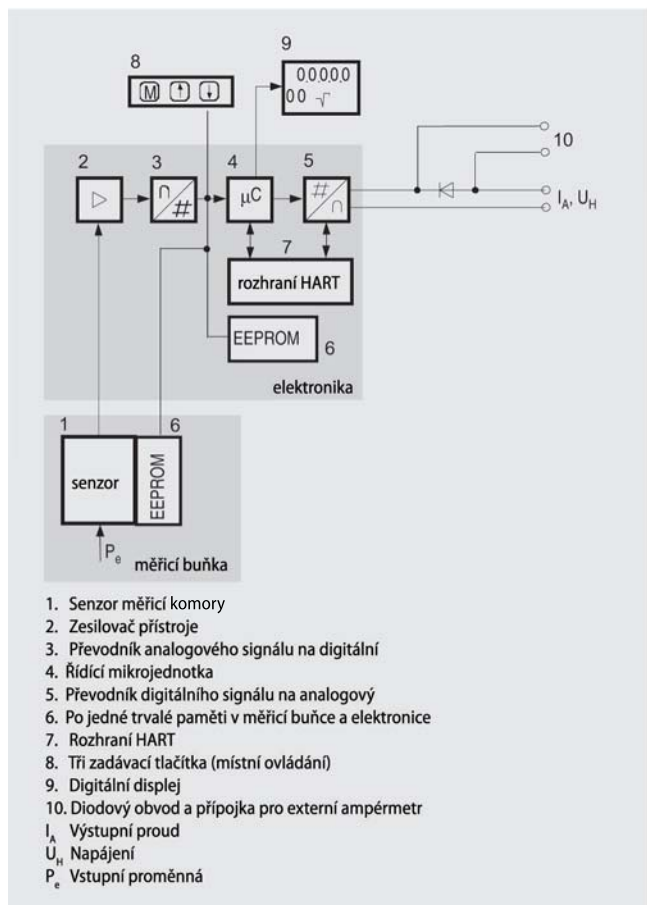 9
8
0.0.0.0.0
00 √
M ↑ ↓
10
2 3 4 5
∩ # µC # ∩
I_A, U_H
7
rozhraní HART
EEPROM 6
elektronika
1 6
senzor EEPROM
P_e
měřicí buňka
1. Senzor měřicí komory
2. Zesilovač přístroje
3. Převodník analogového signálu na digitální
4. Řídící mikrojednotka
5. Převodník digitálního signálu na analogový
6. Po jedné trvalé paměti v měřicí buňce a elektronice
7. Rozhraní HART
8. Tři zadávací tlačítka (místní ovládání)
9. Digitální displej
10. Diodový obvod a přípojka pro externí ampérmetr
I_A Výstupní proud
U_H Napájení
P_e Vstupní proměnná